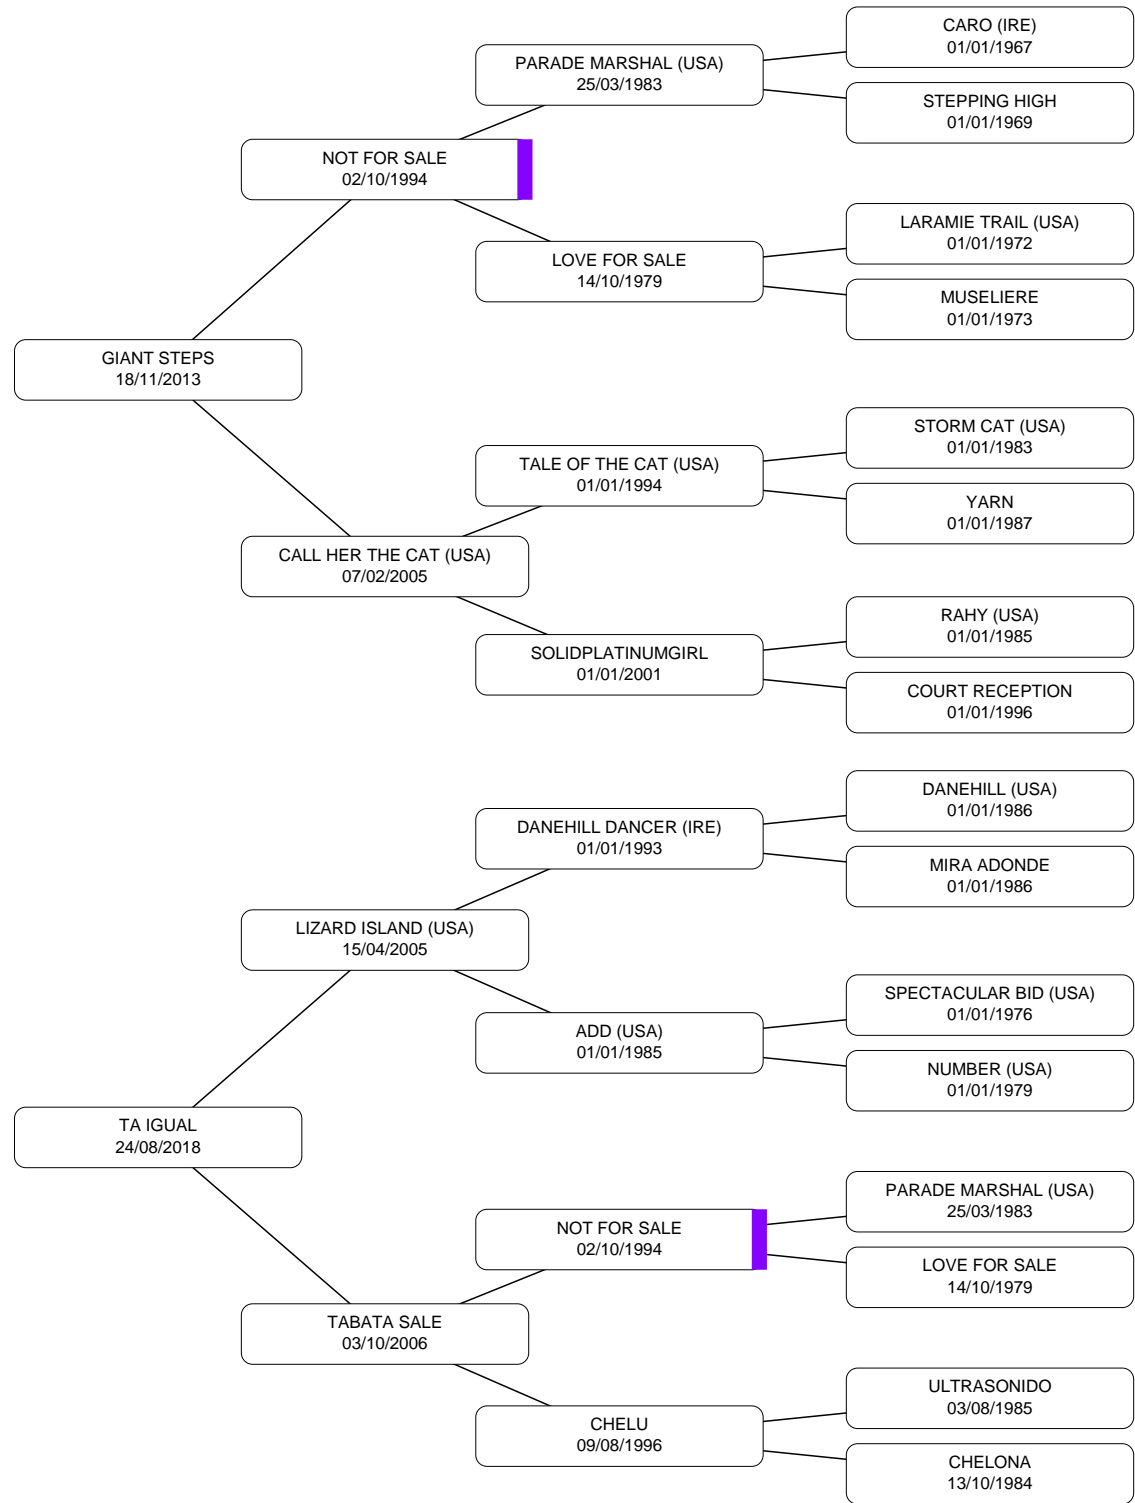 CARO (IRE)
01/01/1967
PARADE MARSHAL (USA)
25/03/1983
STEPPING HIGH
01/01/1969
NOT FOR SALE
02/10/1994
LARAMIE TRAIL (USA)
01/01/1972
LOVE FOR SALE
14/10/1979
MUSELIERE
01/01/1973
GIANT STEPS
18/11/2013
STORM CAT (USA)
01/01/1983
TALE OF THE CAT (USA)
01/01/1994
YARN
01/01/1987
CALL HER THE CAT (USA)
07/02/2005
RAHY (USA)
01/01/1985
SOLIDPLATINUMGIRL
01/01/2001
COURT RECEPTION
01/01/1996
DANEHILL (USA)
01/01/1986
DANEHILL DANCER (IRE)
01/01/1993
MIRA ADONDE
01/01/1986
LIZARD ISLAND (USA)
15/04/2005
SPECTACULAR BID (USA)
01/01/1976
ADD (USA)
01/01/1985
NUMBER (USA)
01/01/1979
TA IGUAL
24/08/2018
PARADE MARSHAL (USA)
25/03/1983
NOT FOR SALE
02/10/1994
LOVE FOR SALE
14/10/1979
TABATA SALE
03/10/2006
ULTRASONIDO
03/08/1985
CHELU
09/08/1996
CHELONA
13/10/1984